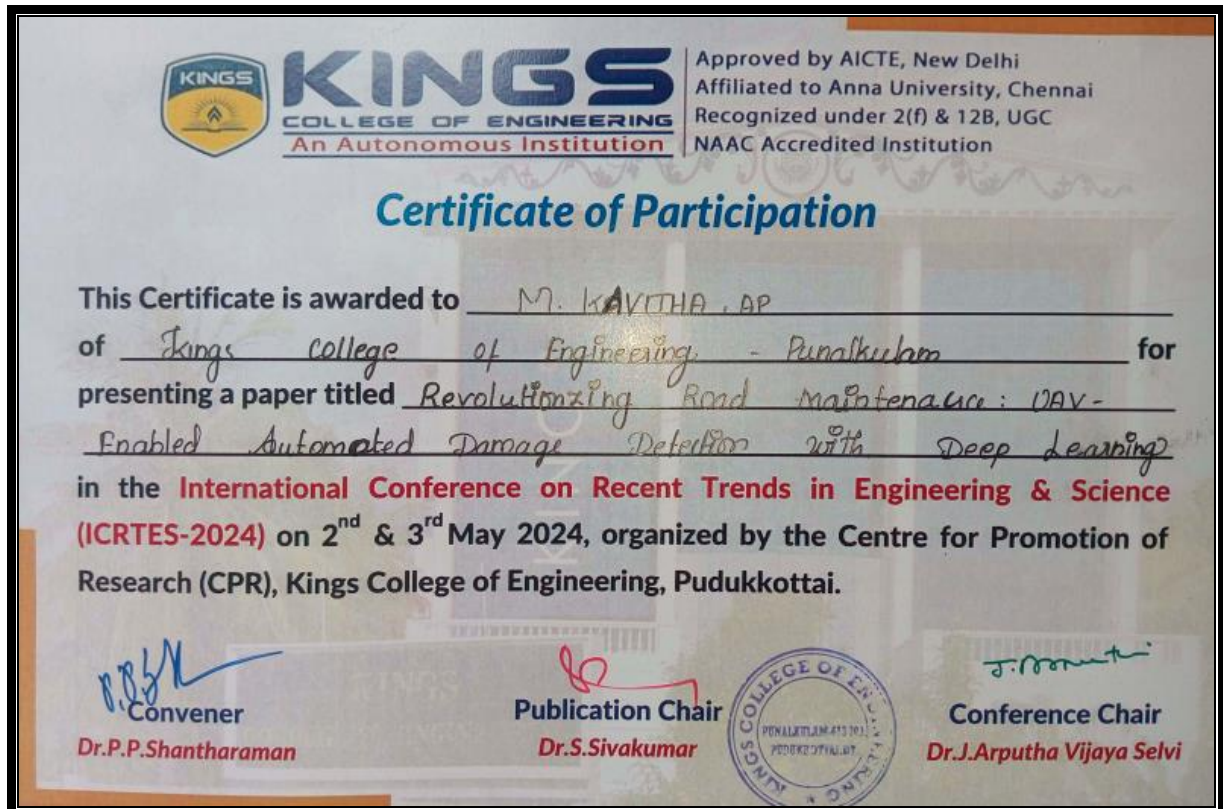 KINGS
KINGS
COLLEGE OF ENGINEERING
An Autonomous Institution
Approved by AICTE, New Delhi
Affiliated to Anna University, Chennai
Recognized under 2(f) & 12B, UGC
NAAC Accredited Institution
Certificate of Participation
This Certificate is awarded to M. KAVITHA, AP
of Kings College of Engineering - Punalkulam for
presenting a paper titled Revolutionzing Road Maintenance: UAV-
Enabled Automated Damage Detection with Deep Learning
in the International Conference on Recent Trends in Engineering & Science
(ICRTES-2024) on 2nd & 3rd May 2024, organized by the Centre for Promotion of
Research (CPR), Kings College of Engineering, Pudukkottai.
Convener
Dr.P.P.Shantharaman
Publication Chair
Dr.S.Sivakumar
KINGS COLLEGE OF ENGINEERING
Conference Chair
Dr.J.Arputha Vijaya Selvi